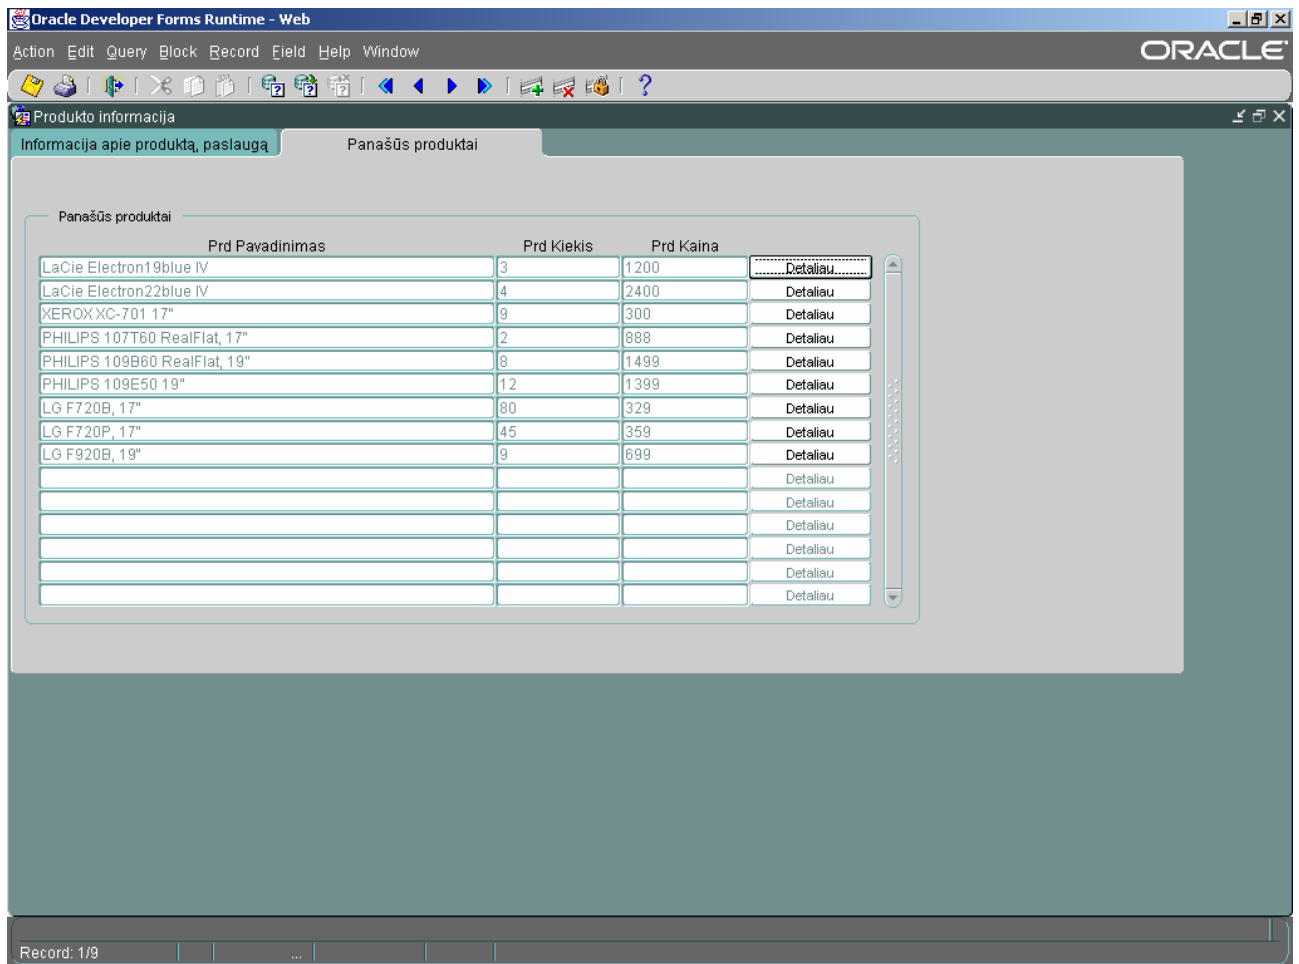 Oracle Developer Forms Runtime - Web
Action Edit Query Block Record Field Help Window
ORACLE
Produkto informacija
Informacija apie produktą, paslaugą Panašūs produktai
Panašūs produktai
Prd Pavadinimas Prd Kiekis Prd Kaina
LaCie Electron19blue IV 3 1200 Detaliau
LaCie Electron22blue IV 4 2400 Detaliau
XEROX XC-701 17" 9 300 Detaliau
PHILIPS 107T60 RealFlat, 17" 2 888 Detaliau
PHILIPS 109B60 RealFlat, 19" 8 1499 Detaliau
PHILIPS 109E50 19" 12 1399 Detaliau
LG F720B, 17" 80 329 Detaliau
LG F720P, 17" 45 359 Detaliau
LG F920B, 19" 9 699 Detaliau
Detaliau
Detaliau
Detaliau
Detaliau
Detaliau
Detaliau
Record: 1/9 ...